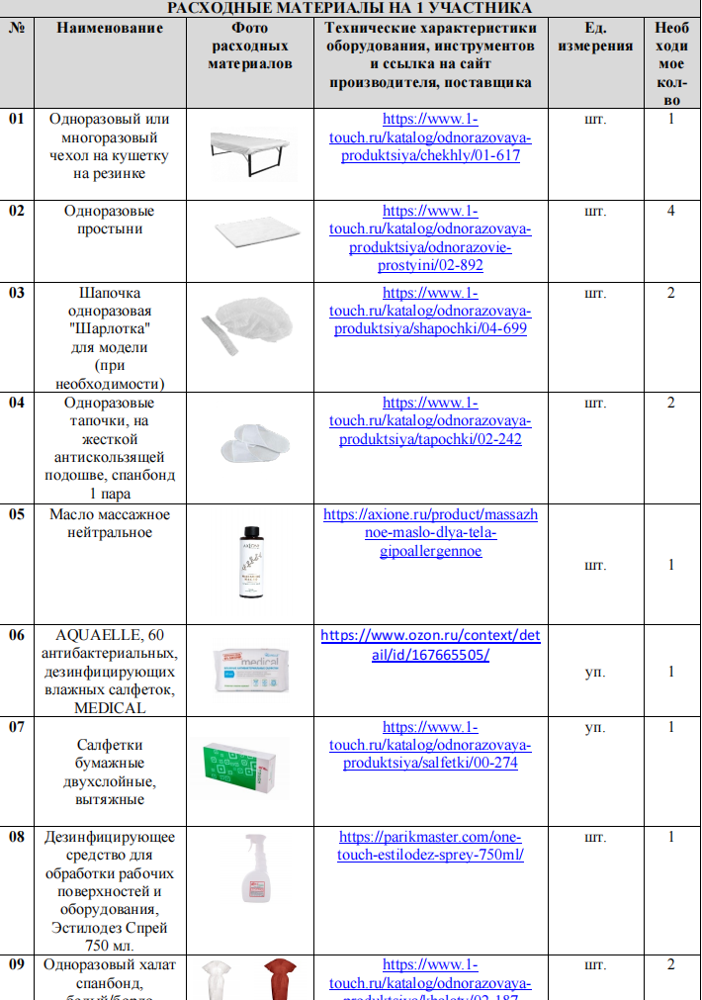 РАСХОДНЫЕ МАТЕРИАЛЫ НА 1 УЧАСТНИКА
№
Наименование
Фото
расходных
материалов
Технические характеристики
оборудования, инструментов
и ссылка на сайт
производителя, поставщика
Ед.
измерения
Необ
ходи
мое
кол-
во
01
Одноразовый или
многоразовый
чехол на кушетку
на резинке
https://www.1-
touch.ru/katalog/odnorazovaya-
produktsiya/chekhly/01-617
шт.
1
02
Одноразовые
простыни
https://www.1-
touch.ru/katalog/odnorazovaya-
produktsiya/odnorazovie-
prostyini/02-892
шт.
4
03
Шапочка
одноразовая
"Шарлотка"
для модели
(при
необходимости)
https://www.1-
touch.ru/katalog/odnorazovaya-
produktsiya/shapochki/04-699
шт.
2
04
Одноразовые
тапочки, на
жесткой
антискользящей
подошве, спанбонд
1 пара
https://www.1-
touch.ru/katalog/odnorazovaya-
produktsiya/tapochki/02-242
шт.
2
05
Масло массажное
нейтральное
https://axione.ru/product/massazh
noe-maslo-dlya-tela-
gipoallergennoe
шт.
1
06
AQUAELLE, 60
антибактериальных,
дезинфицирующих
влажных салфеток,
MEDICAL
medical
https://www.ozon.ru/context/det
ail/id/167665505/
уп.
1
07
Салфетки
бумажные
двухслойные,
вытяжные
https://www.1-
touch.ru/katalog/odnorazovaya-
produktsiya/salfetki/00-274
уп.
1
08
Дезинфицирующее
средство для
обработки рабочих
поверхностей и
оборудования,
Эстилодез Спрей
750 мл.
https://parikmaster.com/one-
touch-estilodez-sprey-750ml/
шт.
1
09
Одноразовый халат
спанбонд,
https://www.1-
touch.ru/katalog/odnorazovaya-
шт.
2